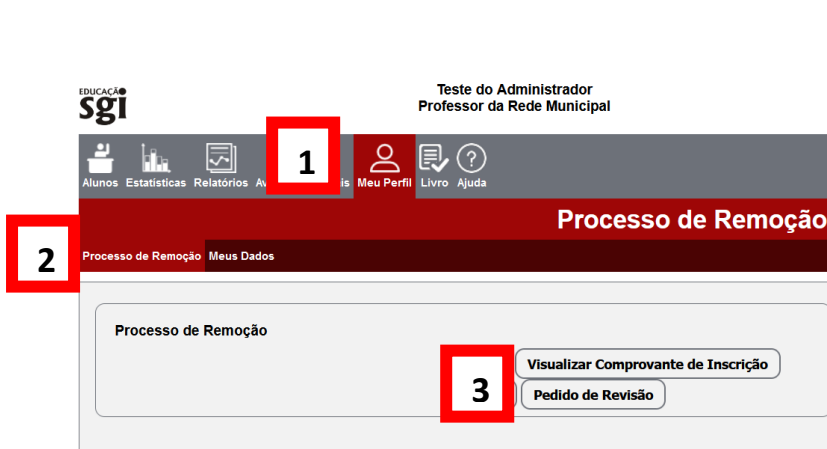 EDUCAÇÃO
sgi
Teste do Administrador
Professor da Rede Municipal
1
Alunos Estatísticas Relatórios Meu Perfil Livro Ajuda
Processo de Remoção
2
Processo de Remoção Meus Dados
Processo de Remoção
Visualizar Comprovante de Inscrição
3
Pedido de Revisão